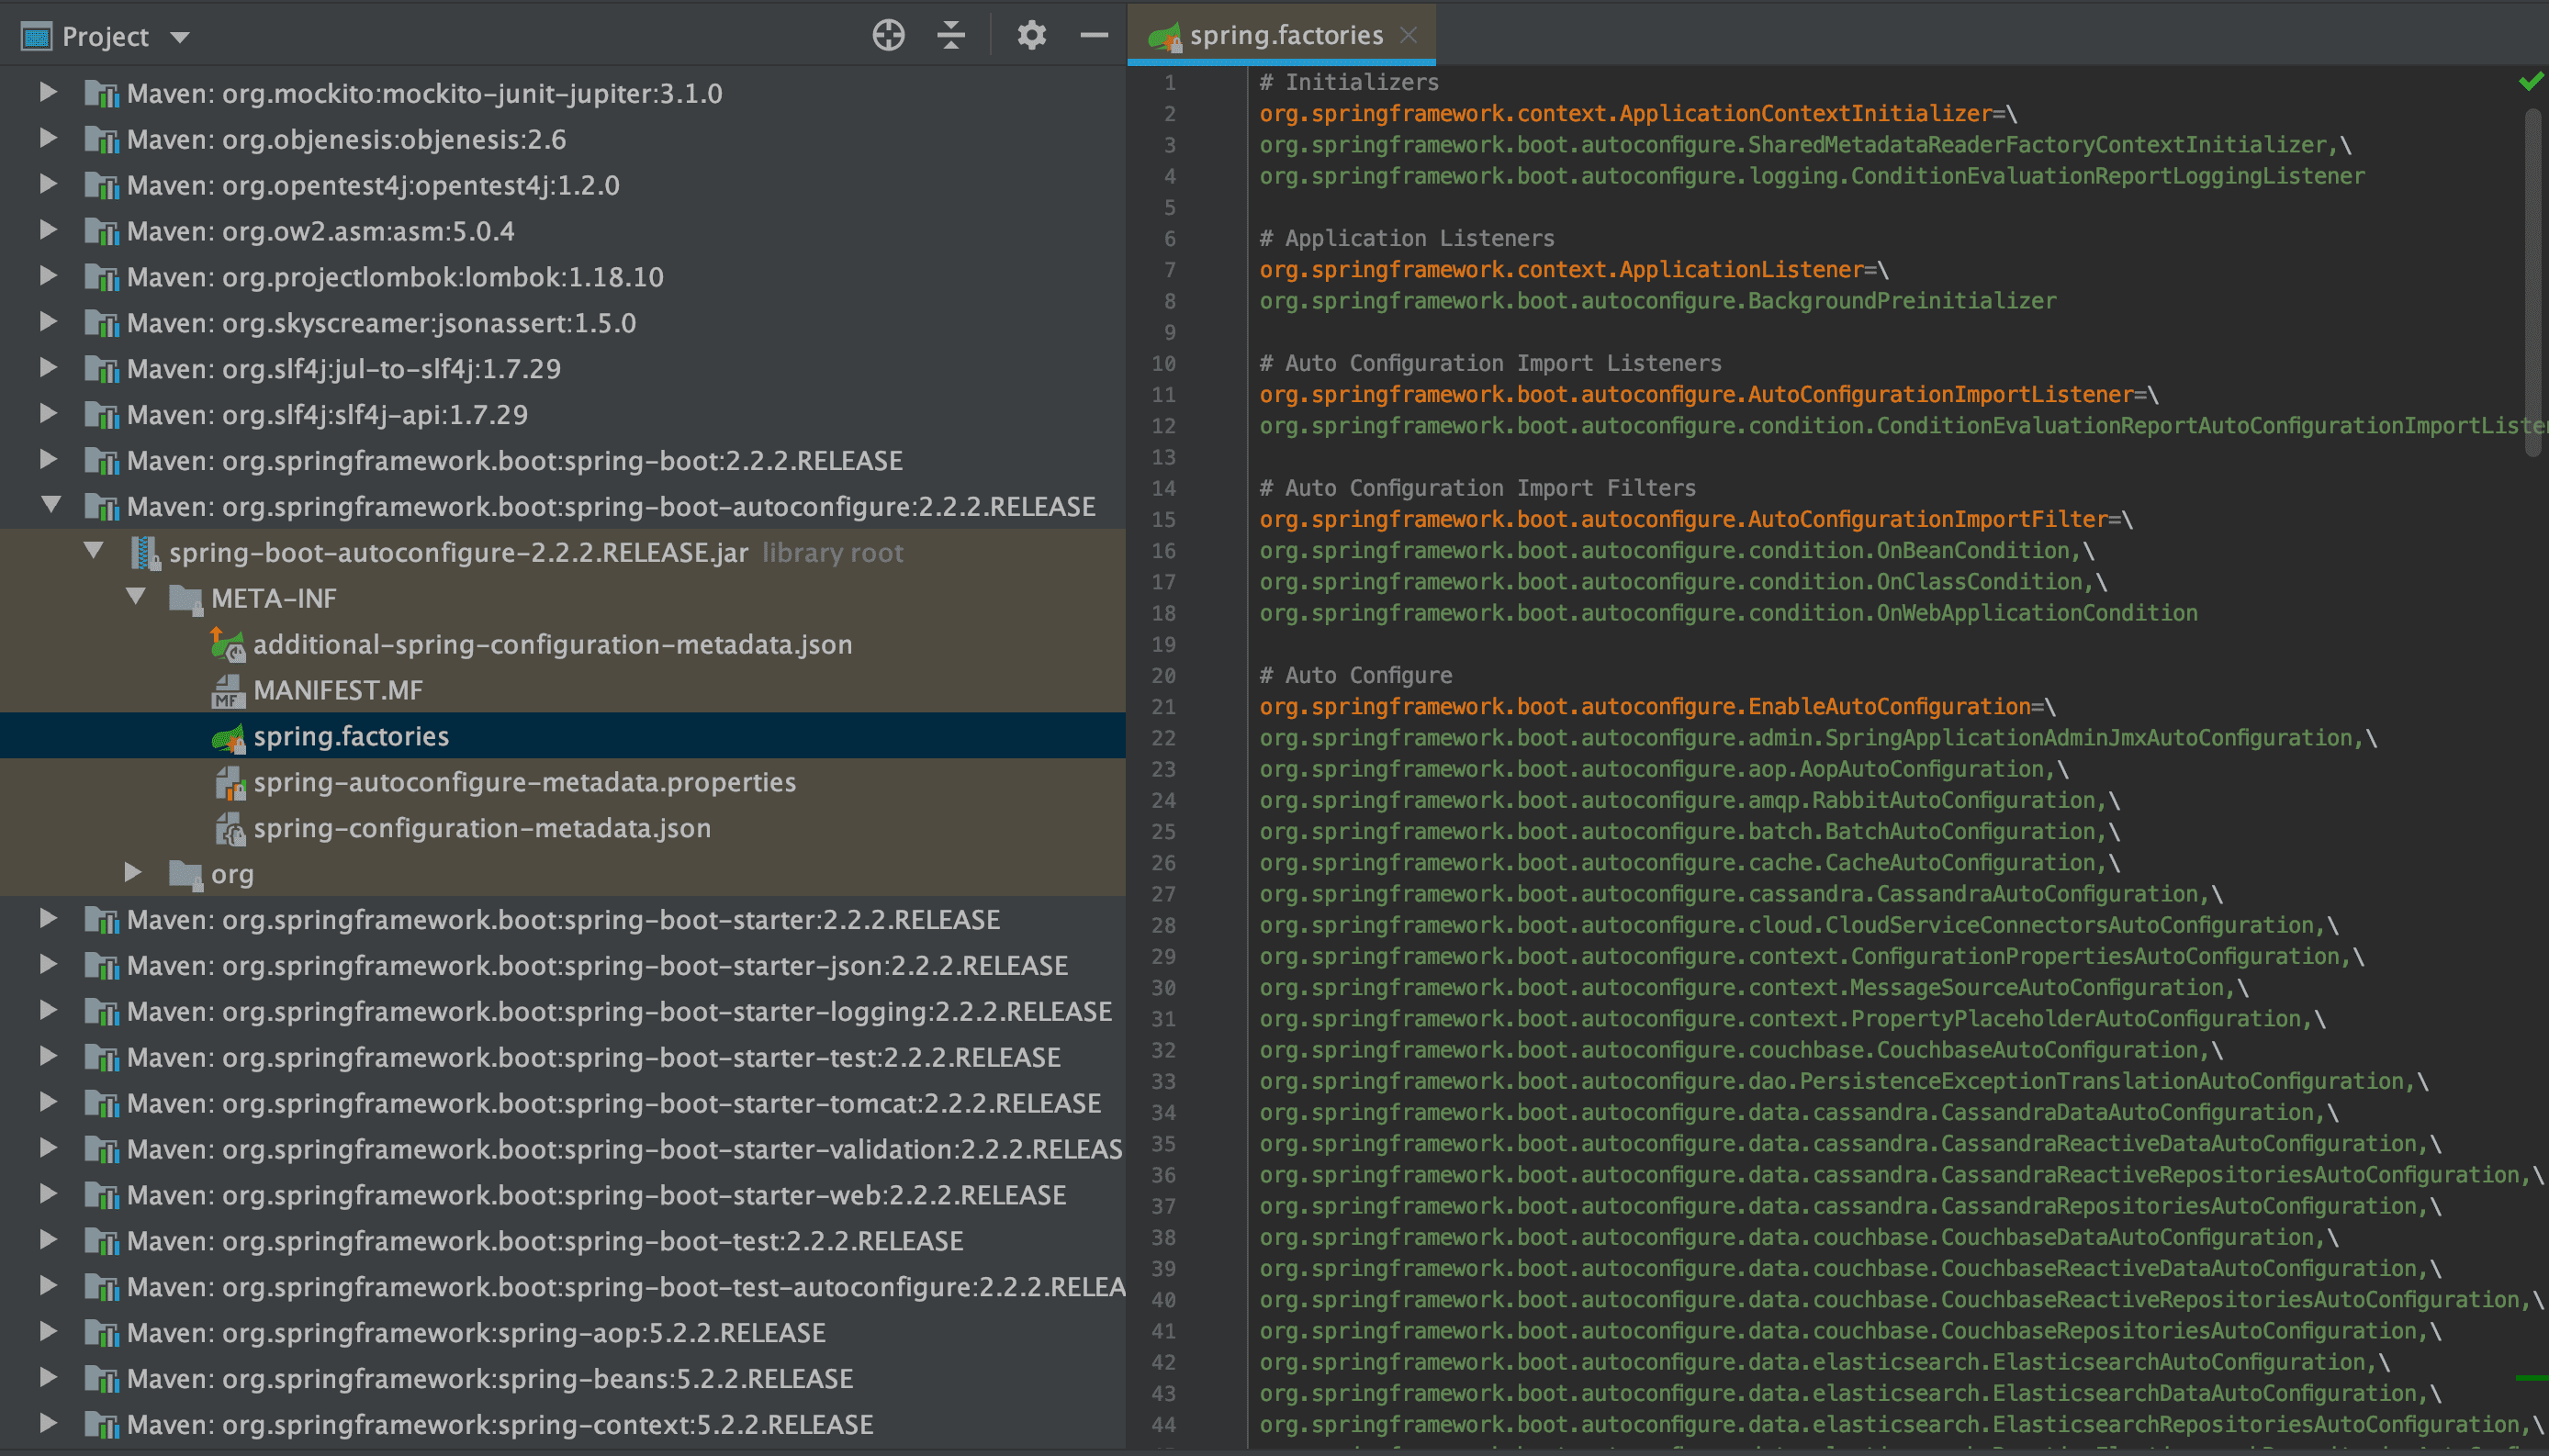 Project
Maven: org.mockito:mockito-junit-jupiter:3.1.0
Maven: org.objenesis:objenesis:2.6
Maven: org.opentest4j:opentest4j:1.2.0
Maven: org.ow2.asm:asm:5.0.4
Maven: org.projectlombok:lombok:1.18.10
Maven: org.skyscreamer:jsonassert:1.5.0
Maven: org.slf4j:jul-to-slf4j:1.7.29
Maven: org.slf4j:slf4j-api:1.7.29
Maven: org.springframework.boot:spring-boot:2.2.2.RELEASE
Maven: org.springframework.boot:spring-boot-autoconfigure:2.2.2.RELEASE
spring-boot-autoconfigure-2.2.2.RELEASE.jar library root
META-INF
additional-spring-configuration-metadata.json
MANIFEST.MF
spring.factories
spring-autoconfigure-metadata.properties
spring-configuration-metadata.json
org
Maven: org.springframework.boot:spring-boot-starter:2.2.2.RELEASE
Maven: org.springframework.boot:spring-boot-starter-json:2.2.2.RELEASE
Maven: org.springframework.boot:spring-boot-starter-logging:2.2.2.RELEASE
Maven: org.springframework.boot:spring-boot-starter-test:2.2.2.RELEASE
Maven: org.springframework.boot:spring-boot-starter-tomcat:2.2.2.RELEASE
Maven: org.springframework.boot:spring-boot-starter-validation:2.2.2.RELEAS
Maven: org.springframework.boot:spring-boot-starter-web:2.2.2.RELEASE
Maven: org.springframework.boot:spring-boot-test:2.2.2.RELEASE
Maven: org.springframework.boot:spring-boot-test-autoconfigure:2.2.2.RELEA
Maven: org.springframework:spring-aop:5.2.2.RELEASE
Maven: org.springframework:spring-beans:5.2.2.RELEASE
Maven: org.springframework:spring-context:5.2.2.RELEASE
spring.factories
1 # Initializers
2 org.springframework.context.ApplicationContextInitializer=\
3 org.springframework.boot.autoconfigure.SharedMetadataReaderFactoryContextInitializer,\
4 org.springframework.boot.autoconfigure.logging.ConditionEvaluationReportLoggingListener
5
6 # Application Listeners
7 org.springframework.context.ApplicationListener=\
8 org.springframework.boot.autoconfigure.BackgroundPreinitializer
9
10 # Auto Configuration Import Listeners
11 org.springframework.boot.autoconfigure.AutoConfigurationImportListener=\
12 org.springframework.boot.autoconfigure.condition.ConditionEvaluationReportAutoConfigurationImportListe
13
14 # Auto Configuration Import Filters
15 org.springframework.boot.autoconfigure.AutoConfigurationImportFilter=\
16 org.springframework.boot.autoconfigure.condition.OnBeanCondition,\
17 org.springframework.boot.autoconfigure.condition.OnClassCondition,\
18 org.springframework.boot.autoconfigure.condition.OnWebApplicationCondition
19
20 # Auto Configure
21 org.springframework.boot.autoconfigure.EnableAutoConfiguration=\
22 org.springframework.boot.autoconfigure.admin.SpringApplicationAdminJmxAutoConfiguration,\
23 org.springframework.boot.autoconfigure.aop.AopAutoConfiguration,\
24 org.springframework.boot.autoconfigure.amqp.RabbitAutoConfiguration,\
25 org.springframework.boot.autoconfigure.batch.BatchAutoConfiguration,\
26 org.springframework.boot.autoconfigure.cache.CacheAutoConfiguration,\
27 org.springframework.boot.autoconfigure.cassandra.CassandraAutoConfiguration,\
28 org.springframework.boot.autoconfigure.cloud.CloudServiceConnectorsAutoConfiguration,\
29 org.springframework.boot.autoconfigure.context.ConfigurationPropertiesAutoConfiguration,\
30 org.springframework.boot.autoconfigure.context.MessageSourceAutoConfiguration,\
31 org.springframework.boot.autoconfigure.context.PropertyPlaceholderAutoConfiguration,\
32 org.springframework.boot.autoconfigure.couchbase.CouchbaseAutoConfiguration,\
33 org.springframework.boot.autoconfigure.dao.PersistenceExceptionTranslationAutoConfiguration,\
34 org.springframework.boot.autoconfigure.data.cassandra.CassandraDataAutoConfiguration,\
35 org.springframework.boot.autoconfigure.data.cassandra.CassandraReactiveDataAutoConfiguration,\
36 org.springframework.boot.autoconfigure.data.cassandra.CassandraReactiveRepositoriesAutoConfiguration,\
37 org.springframework.boot.autoconfigure.data.cassandra.CassandraRepositoriesAutoConfiguration,\
38 org.springframework.boot.autoconfigure.data.couchbase.CouchbaseDataAutoConfiguration,\
39 org.springframework.boot.autoconfigure.data.couchbase.CouchbaseReactiveDataAutoConfiguration,\
40 org.springframework.boot.autoconfigure.data.couchbase.CouchbaseReactiveRepositoriesAutoConfiguration,\
41 org.springframework.boot.autoconfigure.data.couchbase.CouchbaseRepositoriesAutoConfiguration,\
42 org.springframework.boot.autoconfigure.data.elasticsearch.ElasticsearchAutoConfiguration,\
43 org.springframework.boot.autoconfigure.data.elasticsearch.ElasticsearchDataAutoConfiguration,\
44 org.springframework.boot.autoconfigure.data.elasticsearch.ElasticsearchRepositoriesAutoConfiguration,\